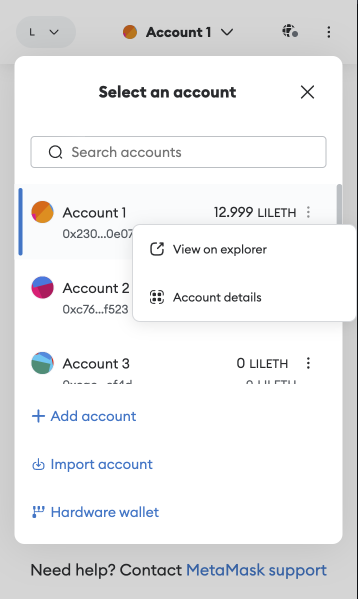 L
Account 1
Select an account
Search accounts
Account 1 12.999 LILETH
0x230...0e07
View on explorer
Account 2
0xc76...f523
Account details
Account 3 0 LILETH
0 LILETH
Add account
Import account
Hardware wallet
Need help? Contact MetaMask support